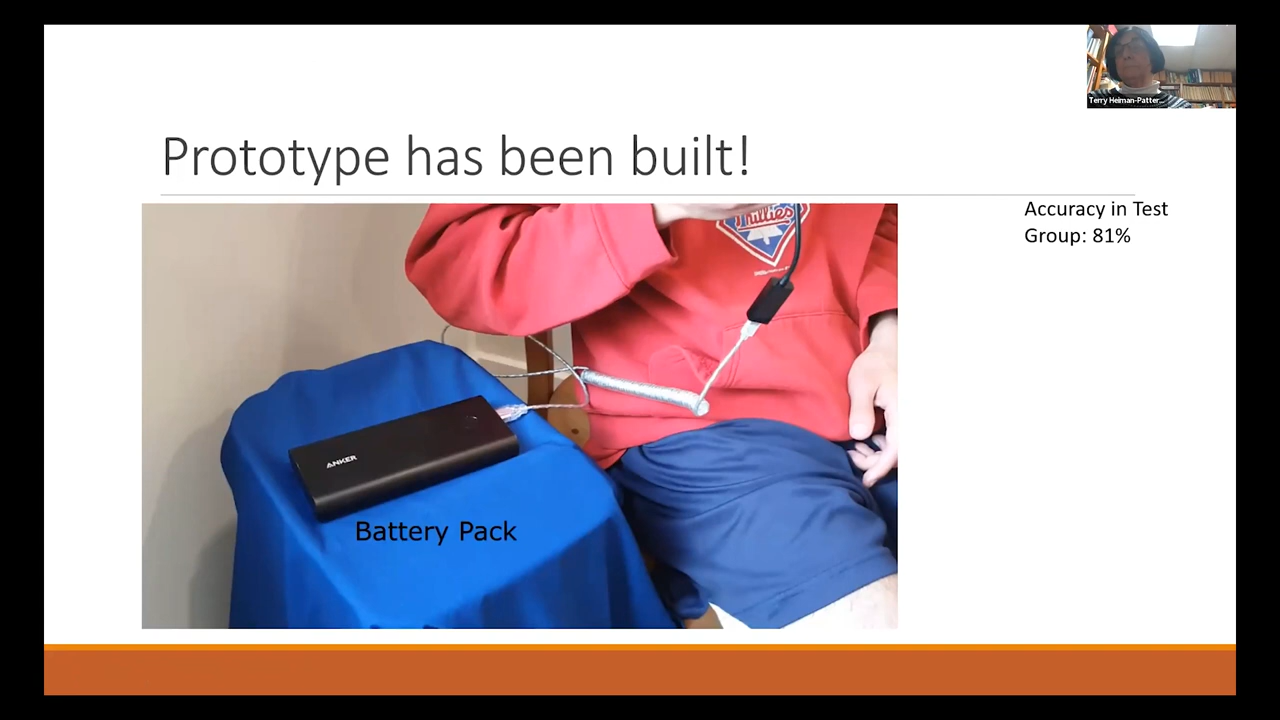 Terry Heiman-Patter...
Prototype has been built!
Accuracy in Test
Group: 81%
Phillies
ANKER
Battery Pack